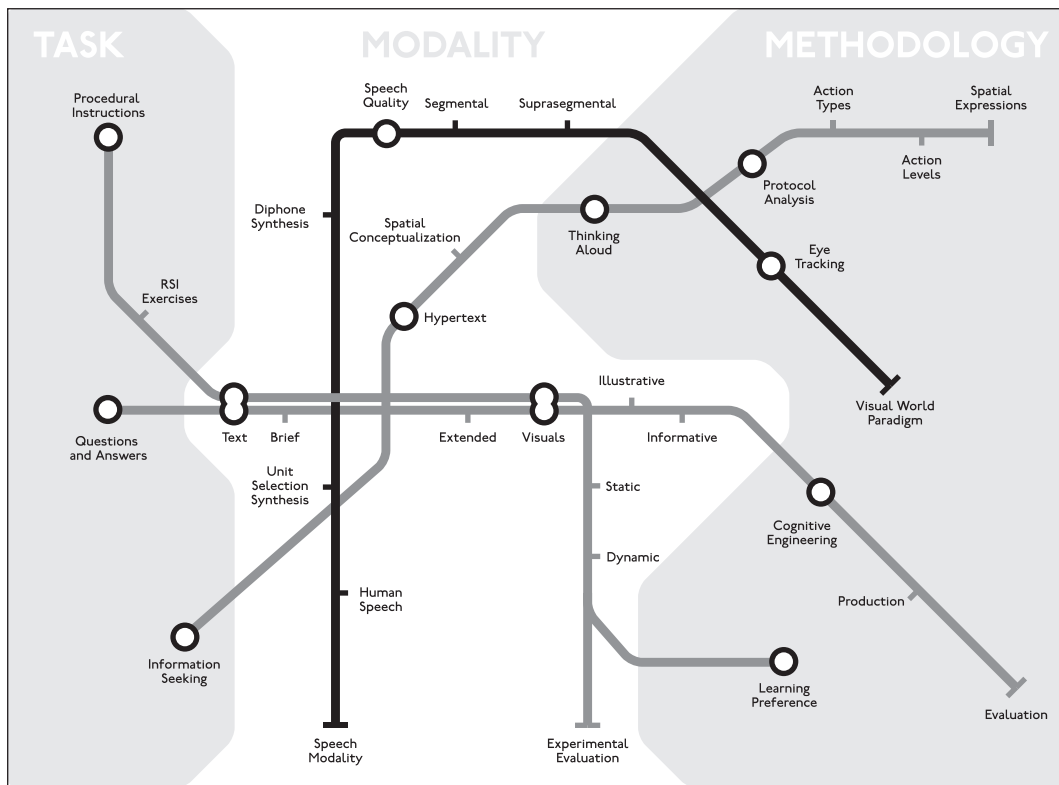 TASK
MODALITY
METHODOLOGY
Procedural
Instructions
Speech
Quality
Segmental
Suprasegmental
Action
Types
Spatial
Expressions
Action
Levels
Protocol
Analysis
Diphone
Synthesis
Spatial
Conceptualization
Thinking
Aloud
Eye
Tracking
RSI
Exercises
Hypertext
Illustrative
Visual World
Paradigm
Questions
and Answers
Text
Brief
Extended
Visuals
Informative
Unit
Selection
Synthesis
Static
Cognitive
Engineering
Dynamic
Human
Speech
Production
Information
Seeking
Learning
Preference
Evaluation
Speech
Modality
Experimental
Evaluation